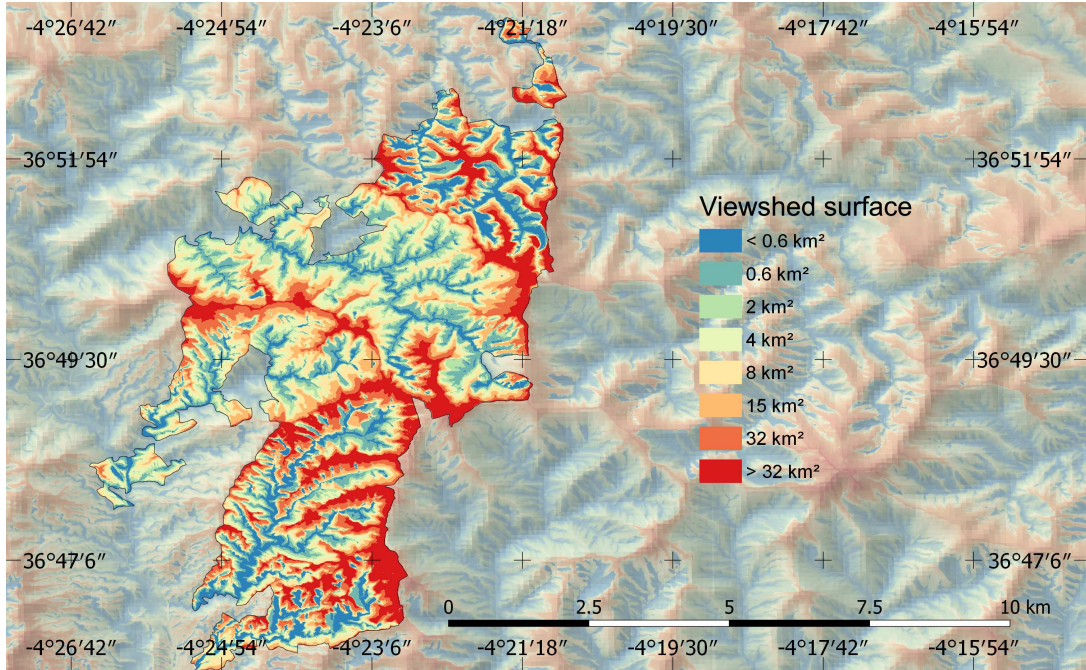 -4°26′42″ -4°24′54″ -4°23′6″ -4°21′18″ -4°19′30″ -4°17′42″ -4°15′54″
36°51′54″ 36°51′54″
Viewshed surface
< 0.6 km²
0.6 km²
2 km²
4 km²
36°49′30″ 36°49′30″
8 km²
15 km²
32 km²
> 32 km²
36°47′6″ 36°47′6″
0 2.5 5 7.5 10 km
-4°26′42″ -4°24′54″ -4°23′6″ -4°21′18″ -4°19′30″ -4°17′42″ -4°15′54″